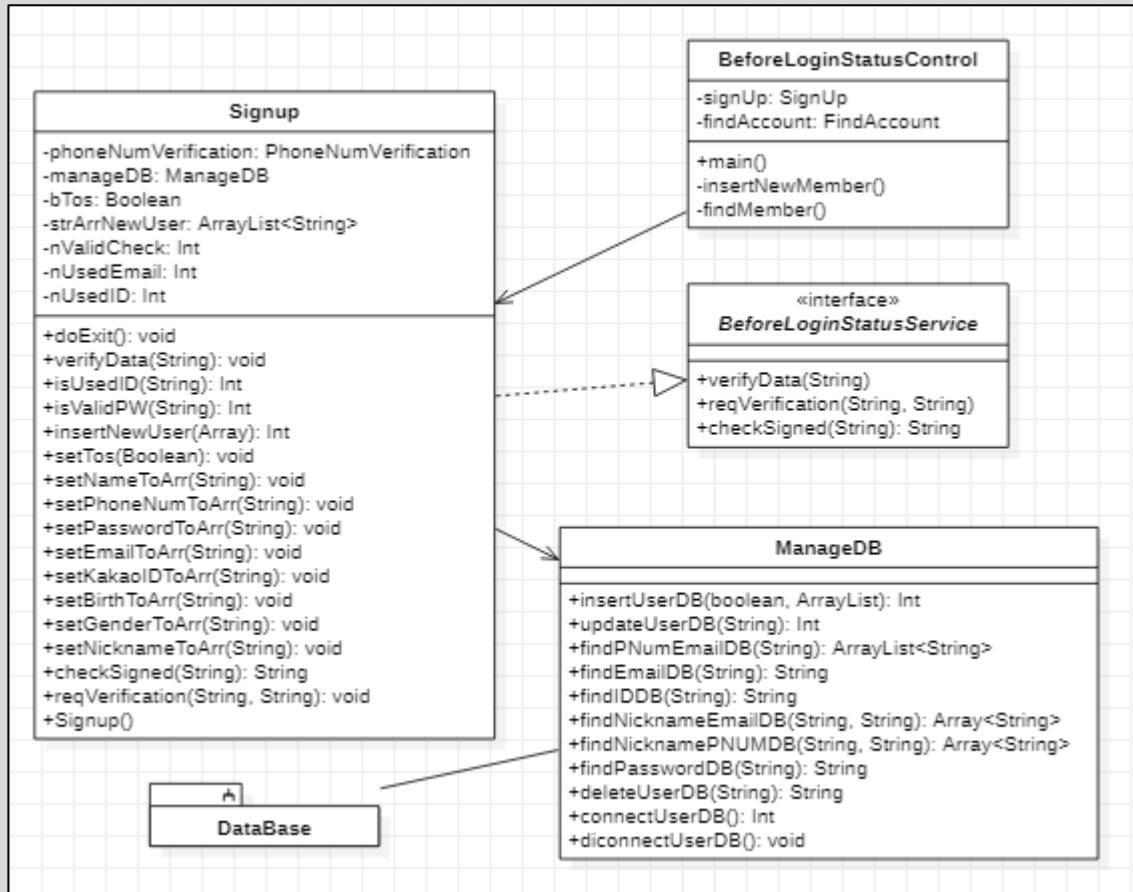 Signup
-phoneNumVerification: PhoneNumVerification
-manageDB: ManageDB
-bTos: Boolean
-strArrNewUser: ArrayList<String>
-nValidCheck: Int
-nUsedEmail: Int
-nUsedID: Int
+doExit(): void
+verifyData(String): void
+isUsedID(String): Int
+isValidPW(String): Int
+insertNewUser(Array): Int
+setTos(Boolean): void
+setNameToArr(String): void
+setPhoneNumToArr(String): void
+setPasswordToArr(String): void
+setEmailToArr(String): void
+setKakaoIDToArr(String): void
+setBirthToArr(String): void
+setGenderToArr(String): void
+setNicknameToArr(String): void
+checkSigned(String): String
+reqVerification(String, String): void
+Signup()
BeforeLoginStatusControl
-signUp: SignUp
-findAccount: FindAccount
+main()
-insertNewMember()
-findMember()
«interface»
BeforeLoginStatusService
+verifyData(String)
+reqVerification(String, String)
+checkSigned(String): String
ManageDB
+insertUserDB(boolean, ArrayList): Int
+updateUserDB(String): Int
+findPNumEmailDB(String): ArrayList<String>
+findEmailDB(String): String
+findIDDB(String): String
+findNicknameEmailDB(String, String): Array<String>
+findNicknamePNUMDB(String, String): Array<String>
+findPasswordDB(String): String
+deleteUserDB(String): String
+connectUserDB(): Int
+diconnectUserDB(): void
DataBase